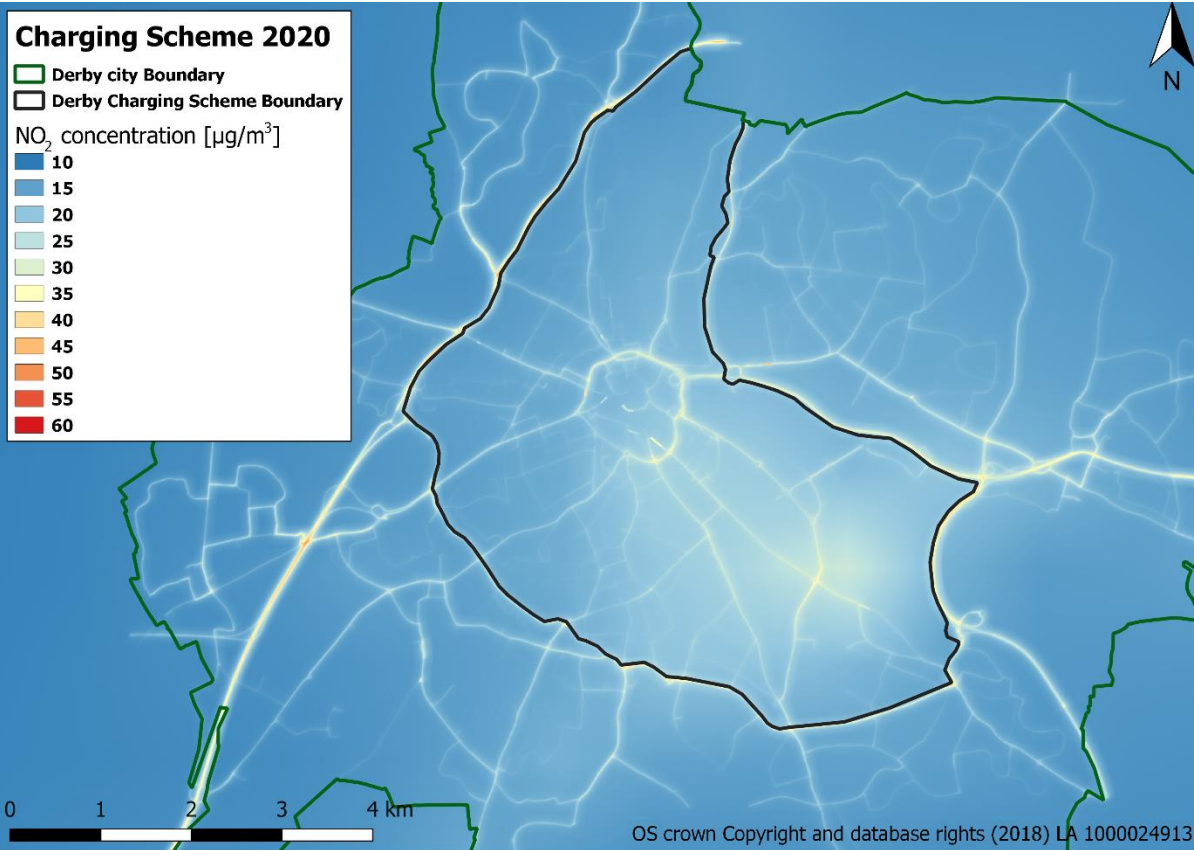 Charging Scheme 2020
Derby city Boundary
Derby Charging Scheme Boundary
NO₂ concentration [µg/m³]
10
15
20
25
30
35
40
45
50
55
60
N
0 1 2 3 4 km
OS crown Copyright and database rights (2018) LA 1000024913